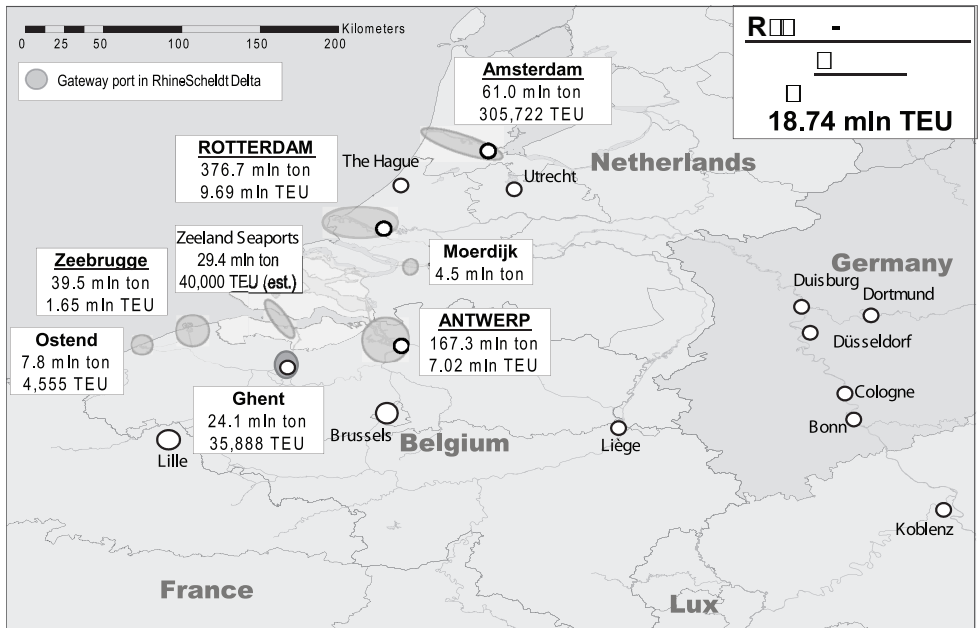 Kilometers
0 25 50 100 150 200
Gateway port in RhineScheldt Delta
R□□ -
□
□
18.74 mln TEU
Amsterdam
61.0 mln ton
305,722 TEU
ROTTERDAM
376.7 mln ton
9.69 mln TEU
The Hague
Utrecht
Netherlands
Zeeland Seaports
29.4 mln ton
40,000 TEU (est.)
Zeebrugge
39.5 mln ton
1.65 mln TEU
Moerdijk
4.5 mln ton
Germany
Duisburg
Dortmund
Düsseldorf
Ostend
7.8 mln ton
4,555 TEU
ANTWERP
167.3 mln ton
7.02 mln TEU
Ghent
24.1 mln ton
35,888 TEU
Cologne
Bonn
Brussels
Belgium
Liège
Lille
Koblenz
France
Lux